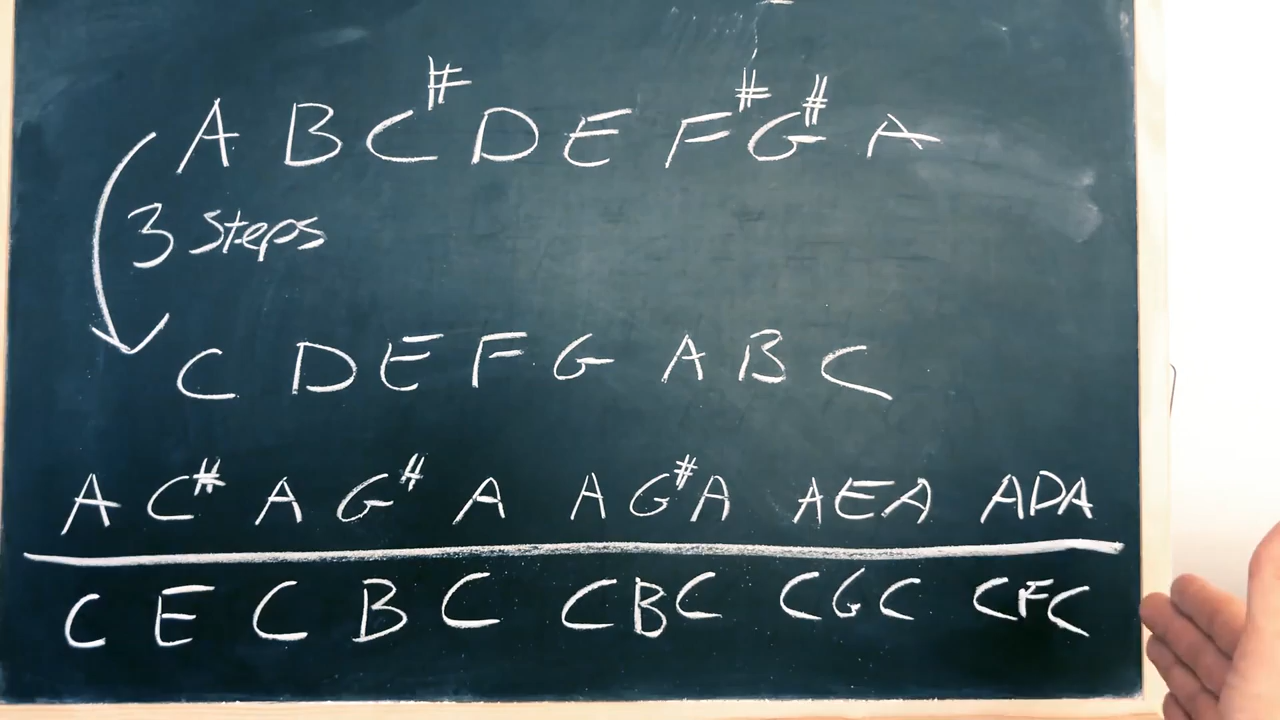 A B C# D E F# G# A
3 steps
C D E F G A B C
A C# A G# A A G# A A E A A D A
C E C B C C B C C G C C F C